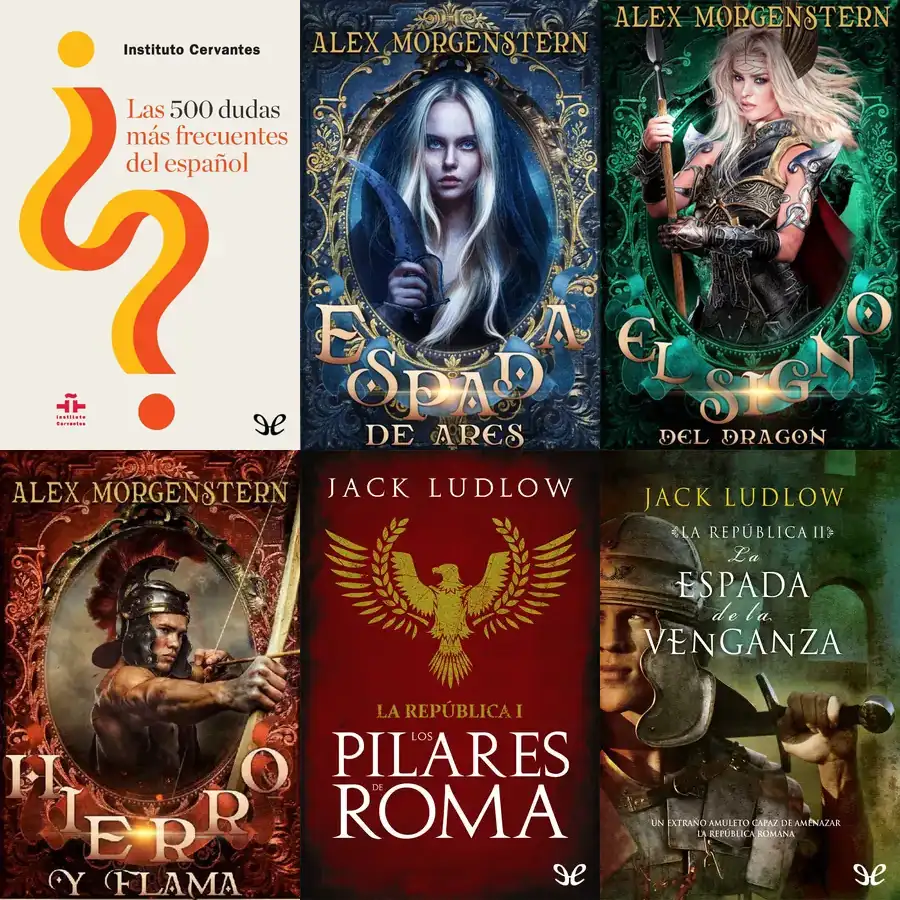 Instituto Cervantes
Las 500 dudas
más frecuentes
del español
¿?
Instituto
Cervantes
ALEX MORGENSTERN
ESPADA
DE ARES
ALEX MORGENSTERN
EL SIGNO
DEL DRAGON
ALEX MORGENSTERN
HIERRO
Y FLAMA
JACK LUDLOW
LA REPÚBLICA I
LOS
PILARES
DE
ROMA
JACK LUDLOW
LA REPÚBLICA II
La
ESPADA
de la
VENGANZA
UN EXTRAÑO AMULETO CAPAZ DE AMENAZAR
LA REPÚBLICA ROMANA